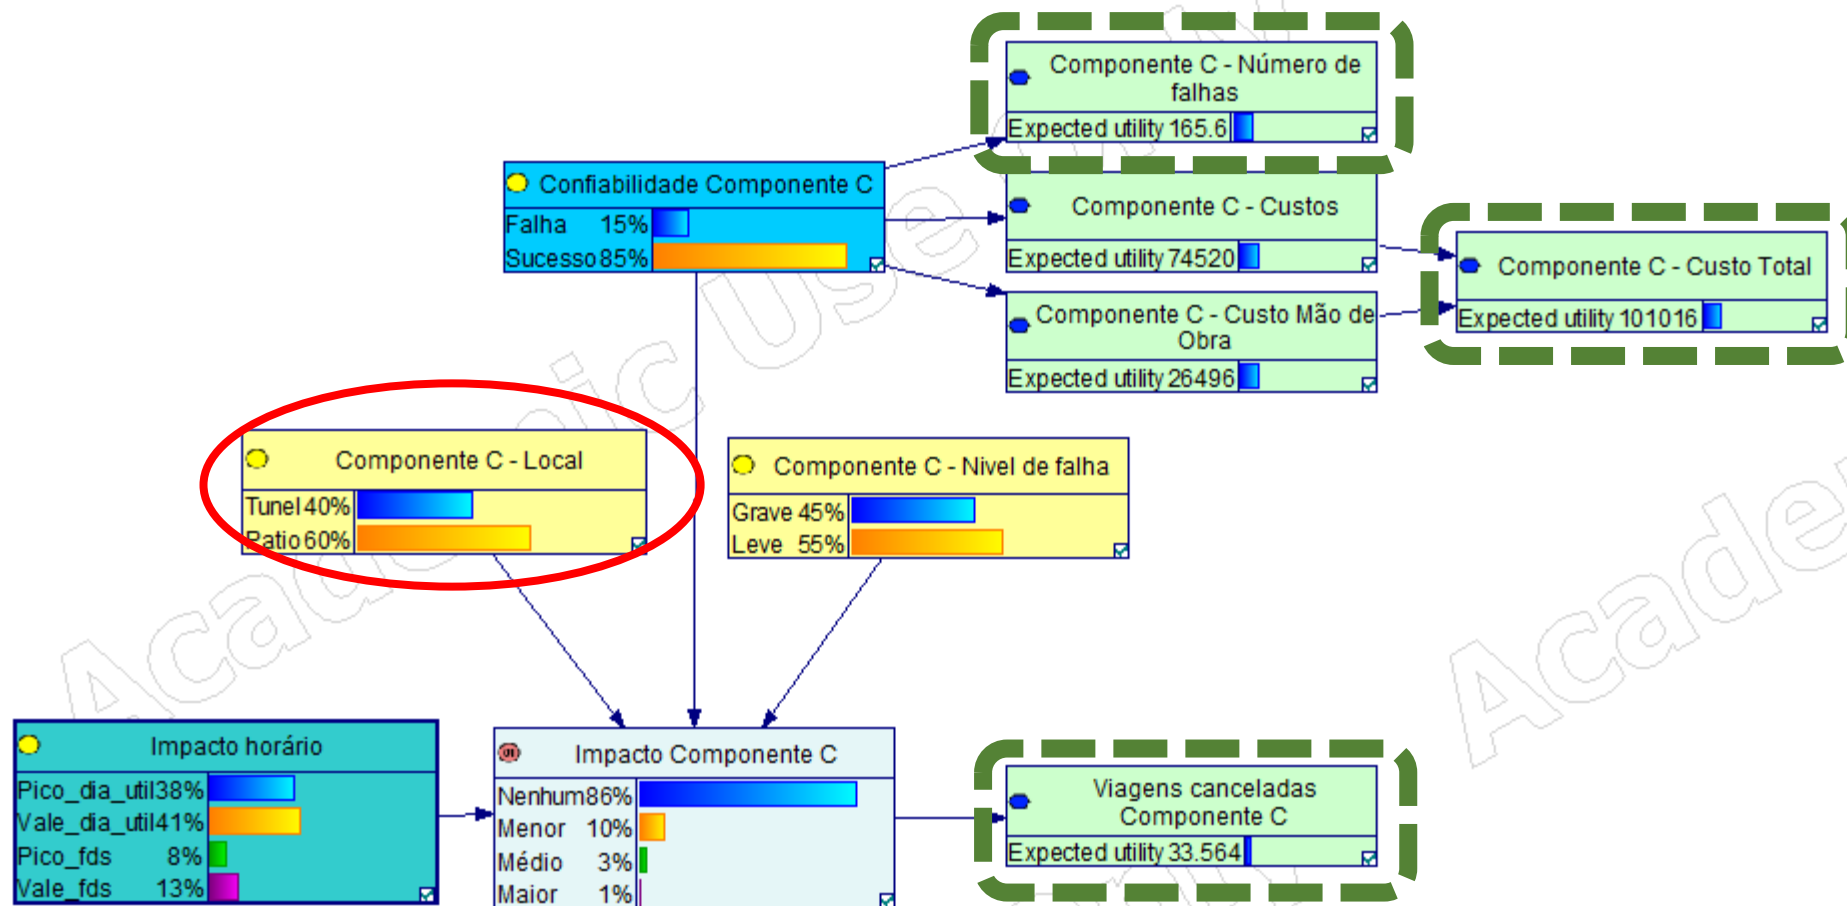 Componente C - Número de
falhas
Expected utility 165.6
Confiabilidade Componente C
Falha 15%
Sucesso 85%
Componente C - Custos
Expected utility 74520
Componente C - Custo Total
Expected utility 101016
Componente C - Custo Mão de
Obra
Expected utility 26496
Componente C - Local
Tunel 40%
Patio 60%
Componente C - Nivel de falha
Grave 45%
Leve 55%
Impacto horário
Pico_dia_util 38%
Vale_dia_util 41%
Pico_fds 8%
Vale_fds 13%
Impacto Componente C
Nenhum 86%
Menor 10%
Médio 3%
Maior 1%
Viagens canceladas
Componente C
Expected utility 33.564
Academic Use
Acade